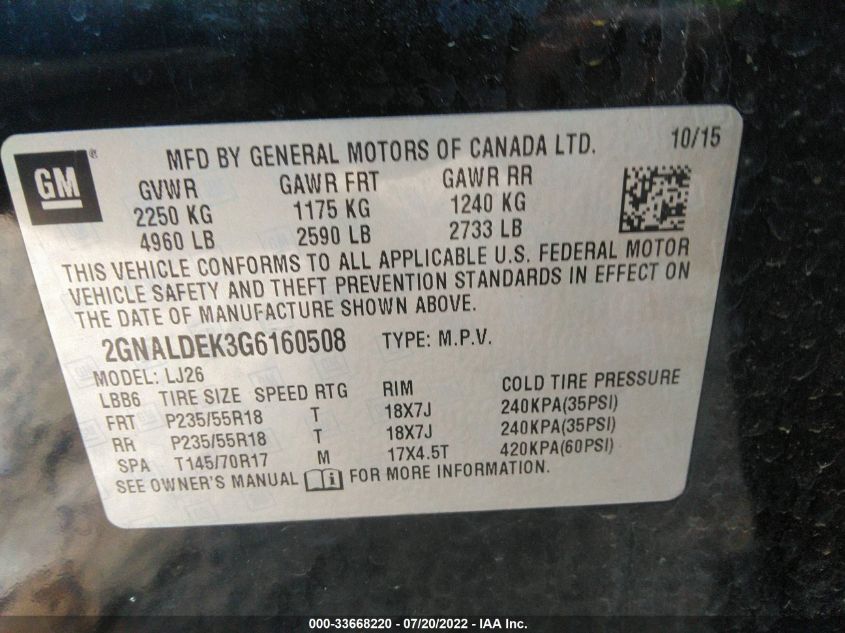 GM® MFD BY GENERAL MOTORS OF CANADA LTD. 10/15
GVWR GAWR FRT GAWR RR
2250 KG 1175 KG 1240 KG
4960 LB 2590 LB 2733 LB
THIS VEHICLE CONFORMS TO ALL APPLICABLE U.S. FEDERAL MOTOR
VEHICLE SAFETY AND THEFT PREVENTION STANDARDS IN EFFECT ON
THE DATE OF MANUFACTURE SHOWN ABOVE.
2GNALDEK3G6160508 TYPE: M.P.V.
MODEL: LJ26
LBB6 TIRE SIZE SPEED RTG RIM COLD TIRE PRESSURE
FRT P235/55R18 T 18X7J 240KPA(35PSI)
RR P235/55R18 T 18X7J 240KPA(35PSI)
SPA T145/70R17 M 17X4.5T 420KPA(60PSI)
SEE OWNER'S MANUAL i FOR MORE INFORMATION.
000-33668220 - 07/20/2022 - IAA Inc.